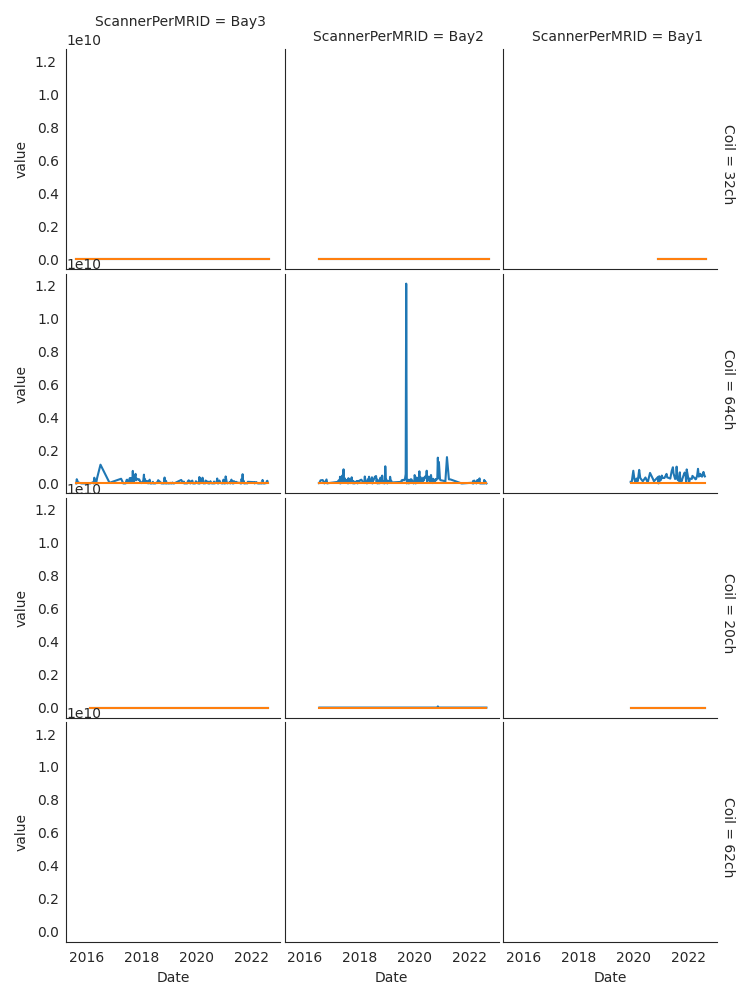 ScannerPerMRID = Bay3
ScannerPerMRID = Bay2
ScannerPerMRID = Bay1
1e10
1.2
1.0
0.8
0.6
0.4
0.2
0.0
value
Coil = 32ch
1e10
1.2
1.0
0.8
0.6
0.4
0.2
0.0
value
Coil = 64ch
1e10
1.2
1.0
0.8
0.6
0.4
0.2
0.0
value
Coil = 20ch
1e10
1.2
1.0
0.8
0.6
0.4
0.2
0.0
value
Coil = 62ch
2016 2018 2020 2022 2016 2018 2020 2022 2016 2018 2020 2022
Date Date Date